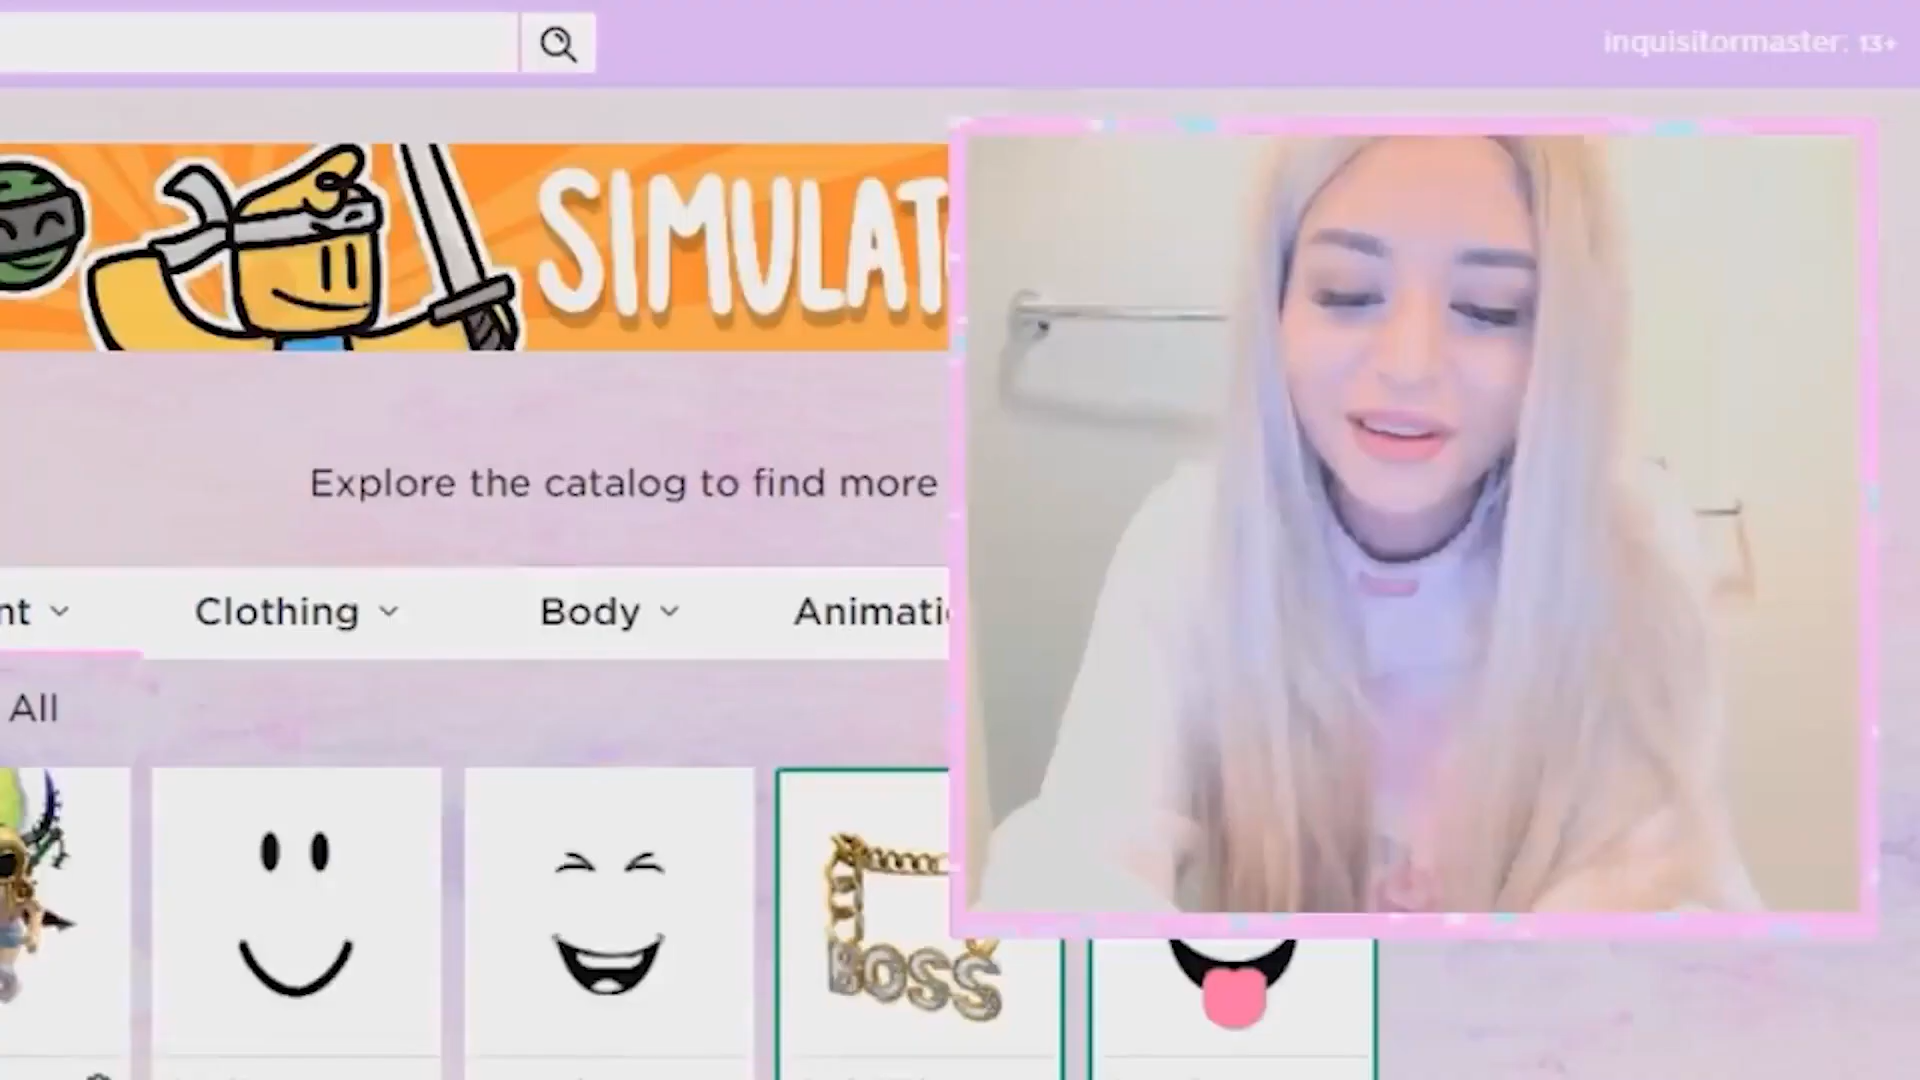 inquisitormaster: 13+
SIMULAT
Explore the catalog to find more
nt
Clothing
Body
Animati
All
BOSS